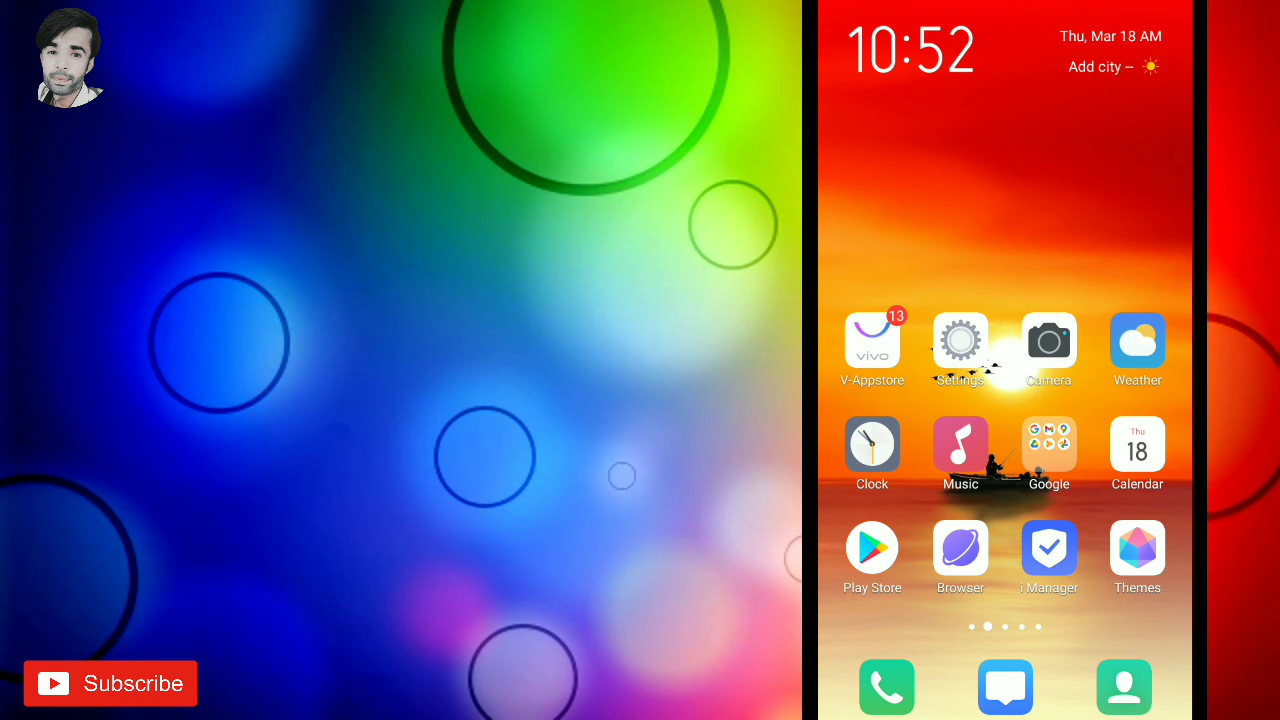 10:52
Thu, Mar 18 AM
Add city --
13
vivo
V-Appstore
Settings
Camera
Weather
Clock
Music
Google
Thu
18
Calendar
Play Store
Browser
i Manager
Themes
Subscribe